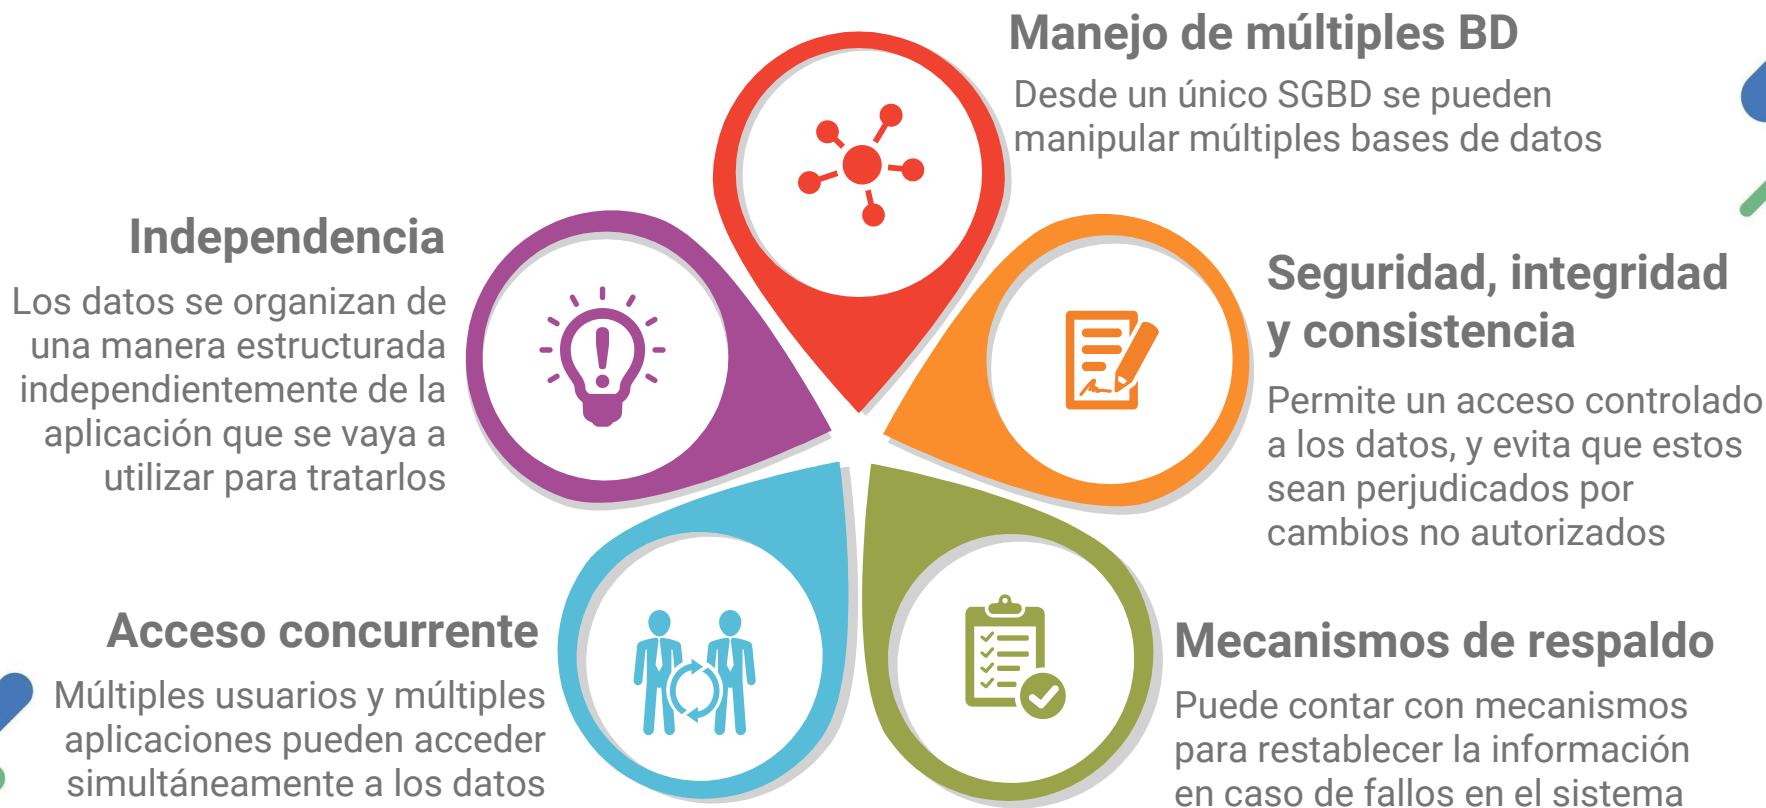 Manejo de múltiples BD
Desde un único SGBD se pueden
manipular múltiples bases de datos
Independencia
Los datos se organizan de
una manera estructurada
independientemente de la
aplicación que se vaya a
utilizar para tratarlos
Seguridad, integridad
y consistencia
Permite un acceso controlado
a los datos, y evita que estos
sean perjudicados por
cambios no autorizados
Acceso concurrente
Múltiples usuarios y múltiples
aplicaciones pueden acceder
simultáneamente a los datos
Mecanismos de respaldo
Puede contar con mecanismos
para restablecer la información
en caso de fallos en el sistema